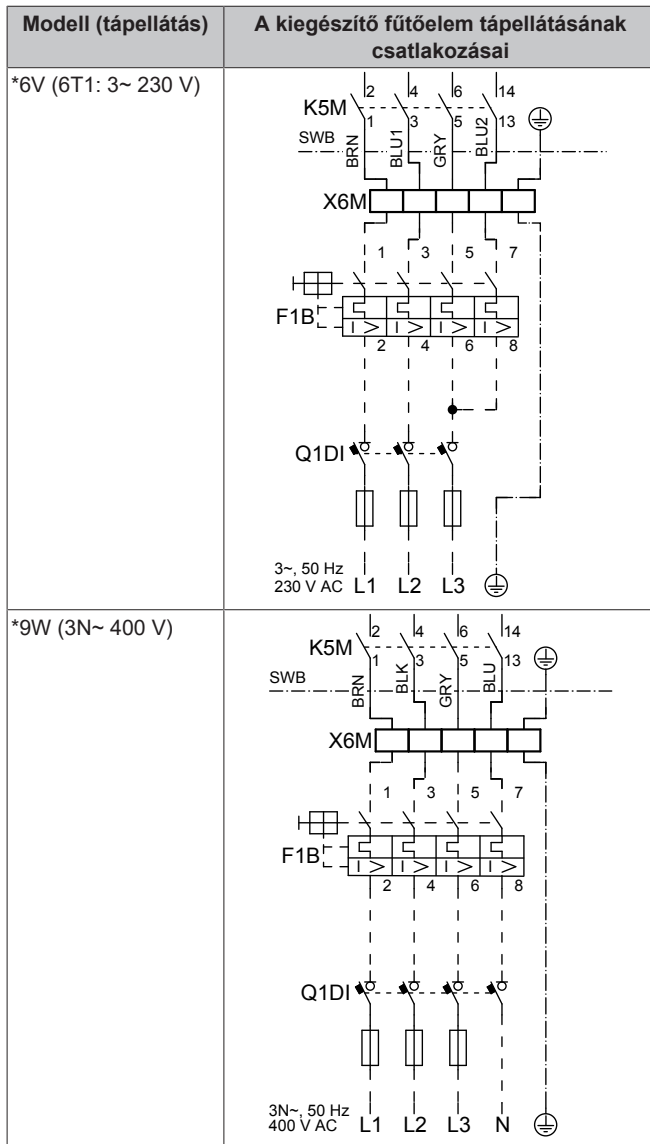 Modell (tápellátás)
A kiegészítő fűtőelem tápellátásának
csatlakozásai
*6V (6T1: 3~ 230 V)
2 4 6 14
K5M
1 3 5 13
SWB
BRN BLU1 GRY BLU2
X6M
1 3 5 7
F1B
I > I > I > I >
2 4 6 8
Q1DI
3~, 50 Hz
230 V AC L1 L2 L3
*9W (3N~ 400 V)
2 4 6 14
K5M
1 3 5 13
SWB
BRN BLK GRY BLU
X6M
1 3 5 7
F1B
I > I > I > I >
2 4 6 8
Q1DI
3N~, 50 Hz
400 V AC L1 L2 L3 N